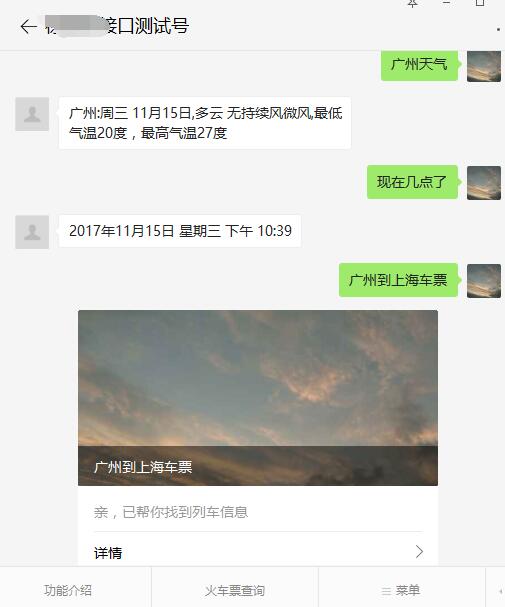 接口测试号
广州天气
广州:周三 11月15日,多云 无持续风微风,最低
气温20度，最高气温27度
现在几点了
2017年11月15日 星期三 下午 10:39
广州到上海车票
广州到上海车票
亲，已帮你找到列车信息
详情
功能介绍
火车票查询
菜单